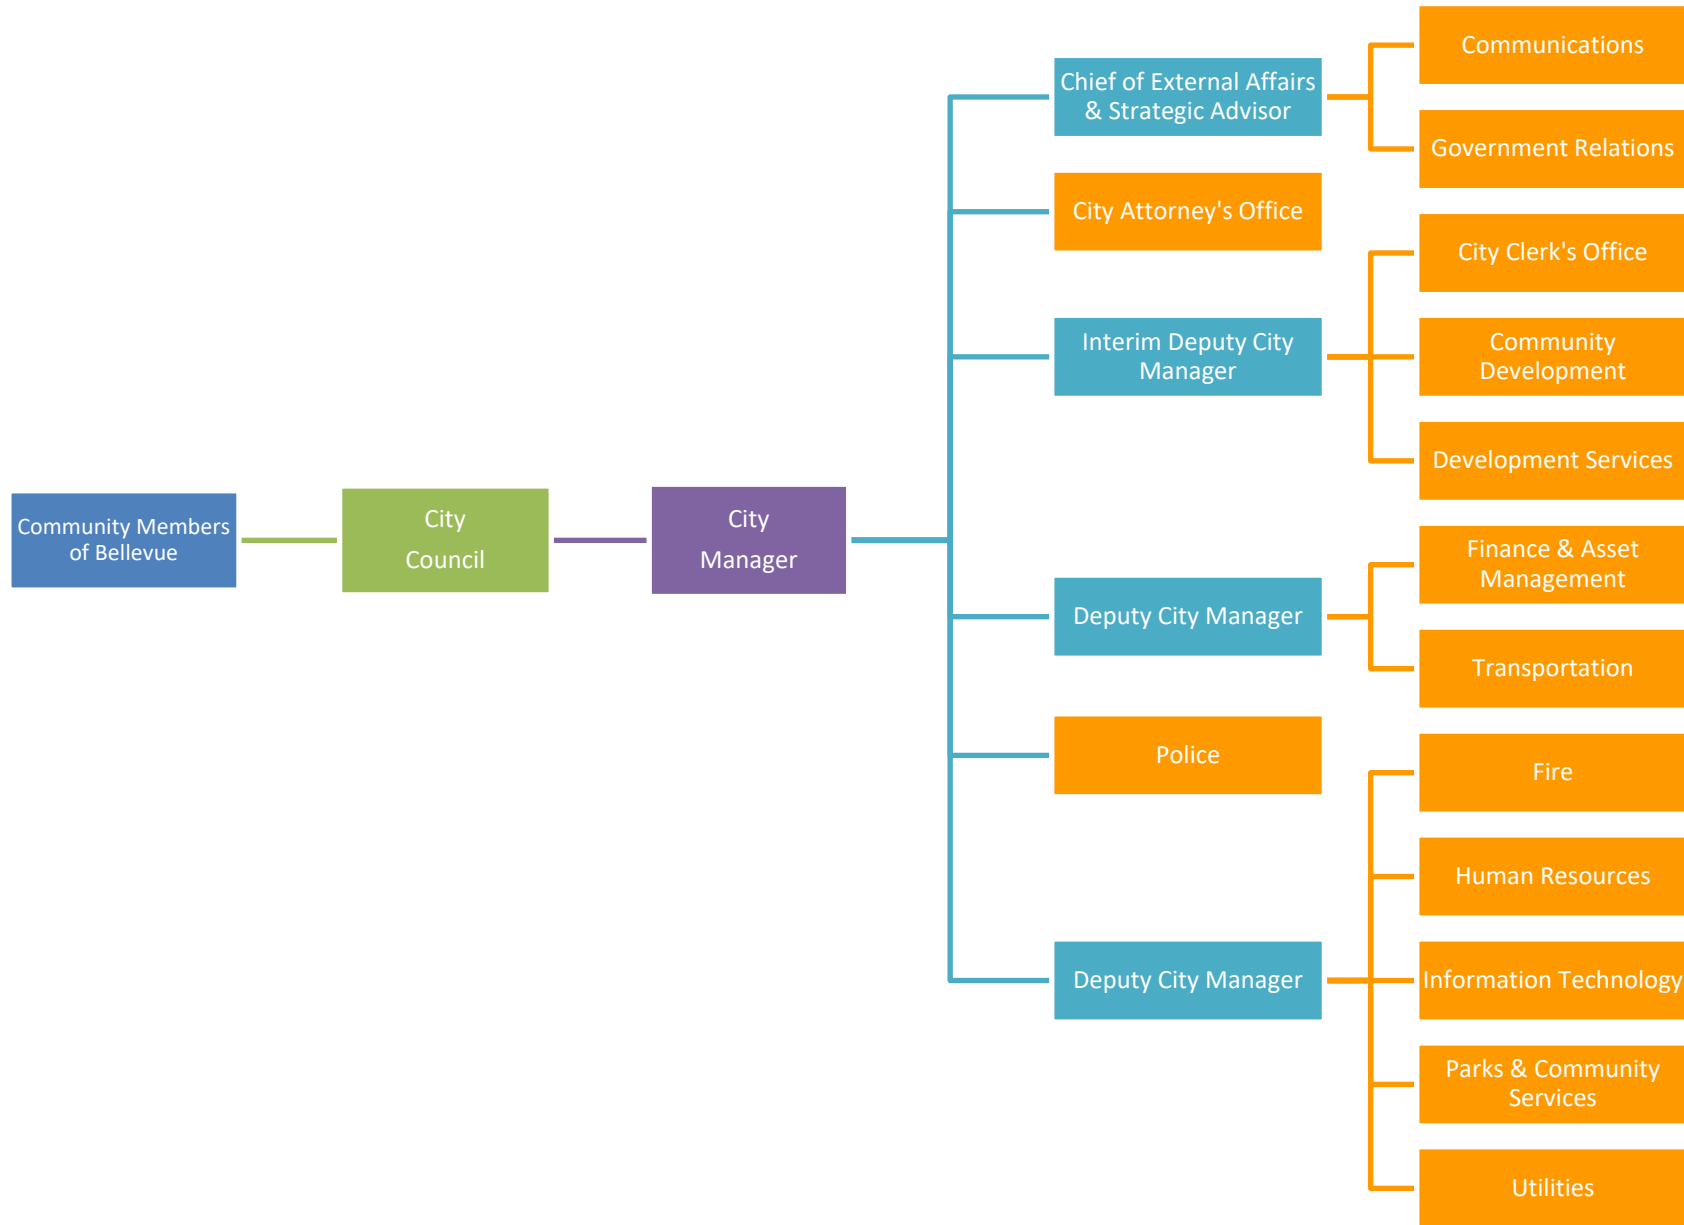 Community Members
of Bellevue
City
Council
City
Manager
Chief of External Affairs
& Strategic Advisor
City Attorney's Office
Interim Deputy City
Manager
Deputy City Manager
Police
Deputy City Manager
Communications
Government Relations
City Clerk's Office
Community
Development
Development Services
Finance & Asset
Management
Transportation
Fire
Human Resources
Information Technology
Parks & Community
Services
Utilities